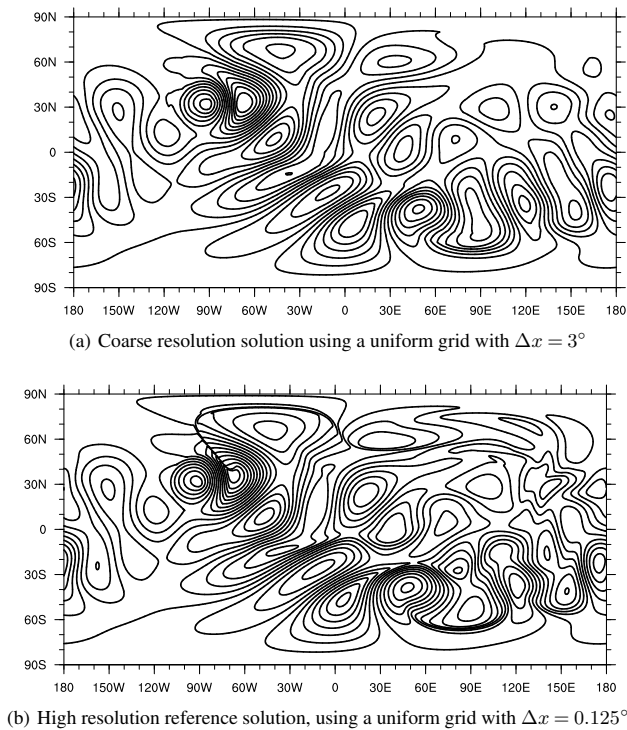 90N
60N
30N
0
30S
60S
90S
180 150W 120W 90W 60W 30W 0 30E 60E 90E 120E 150E 180
(a) Coarse resolution solution using a uniform grid with Δx = 3°
90N
60N
30N
0
30S
60S
90S
180 150W 120W 90W 60W 30W 0 30E 60E 90E 120E 150E 180
(b) High resolution reference solution, using a uniform grid with Δx = 0.125°